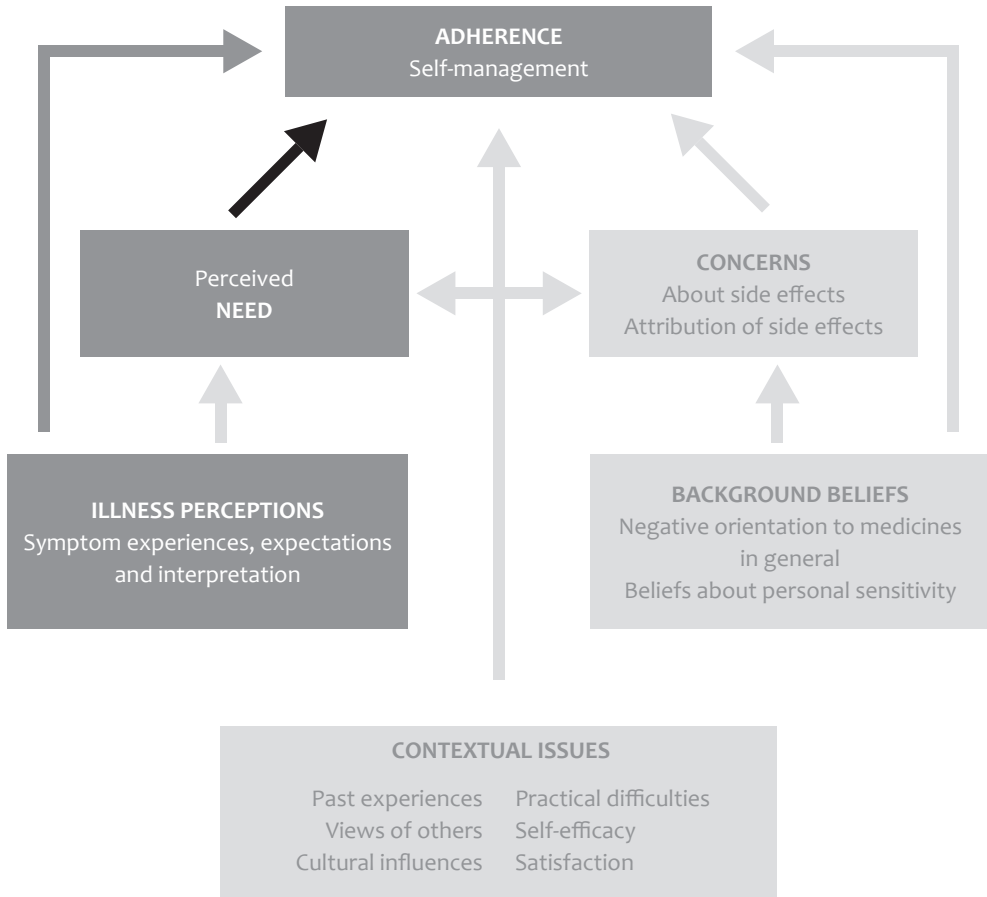 ADHERENCE
Self-management
Perceived
NEED
CONCERNS
About side effects
Attribution of side effects
ILLNESS PERCEPTIONS
Symptom experiences, expectations
and interpretation
BACKGROUND BELIEFS
Negative orientation to medicines
in general
Beliefs about personal sensitivity
CONTEXTUAL ISSUES
Past experiences
Views of others
Cultural influences
Practical difficulties
Self-efficacy
Satisfaction